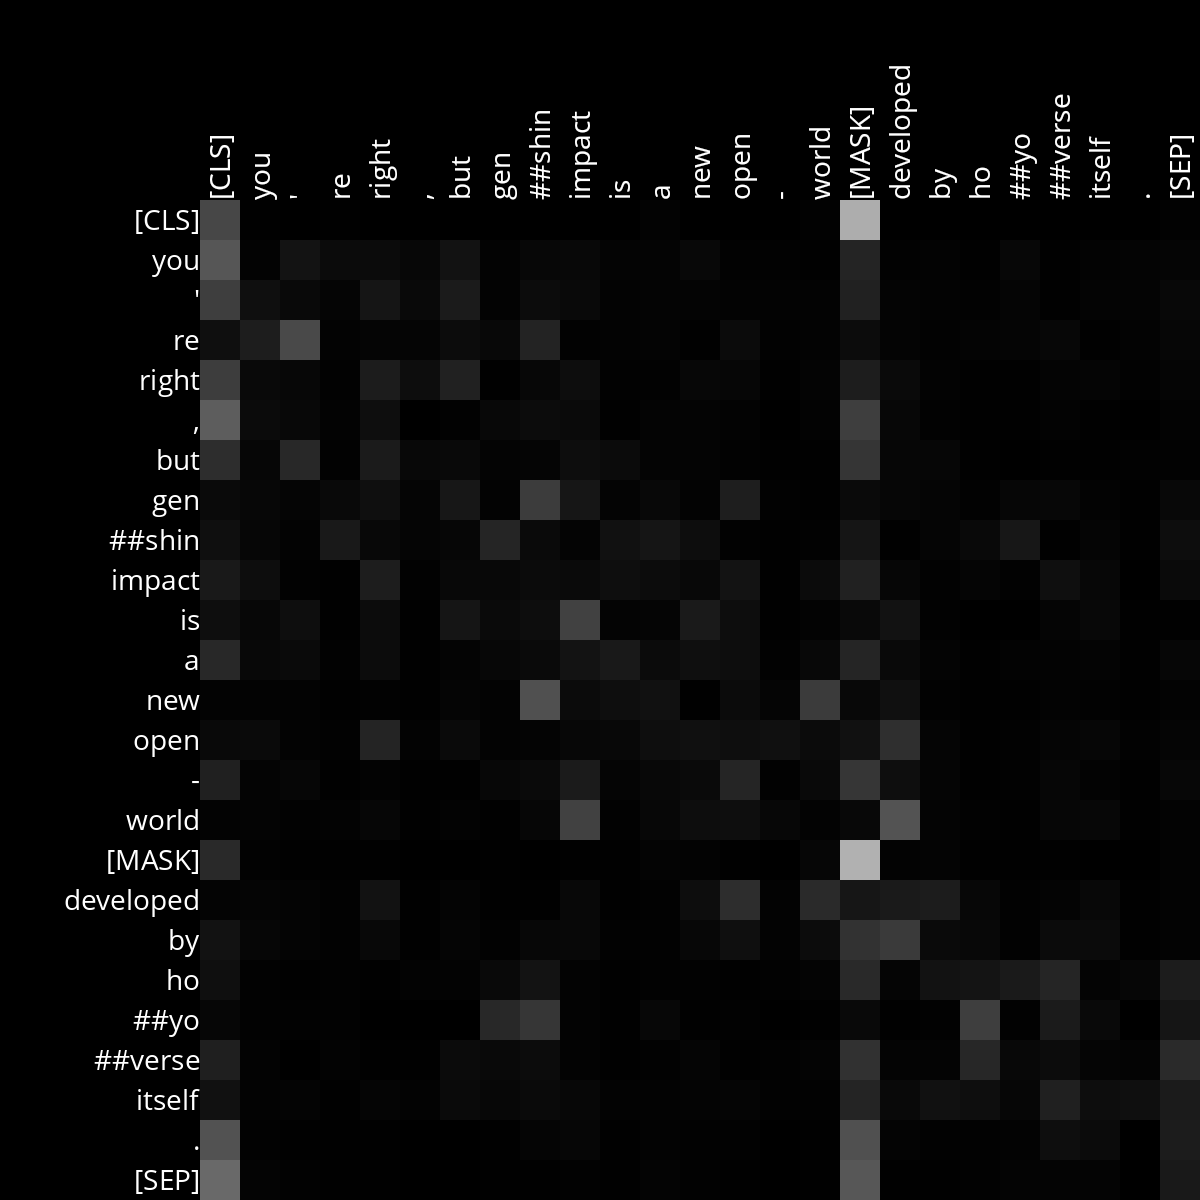 [CLS] you ' re right , but gen ##shin impact is a new open - world [MASK] developed by ho ##yo ##verse itself . [SEP]
[CLS]
you
'
re
right
,
but
gen
##shin
impact
is
a
new
open
-
world
[MASK]
developed
by
ho
##yo
##verse
itself
.
[SEP]